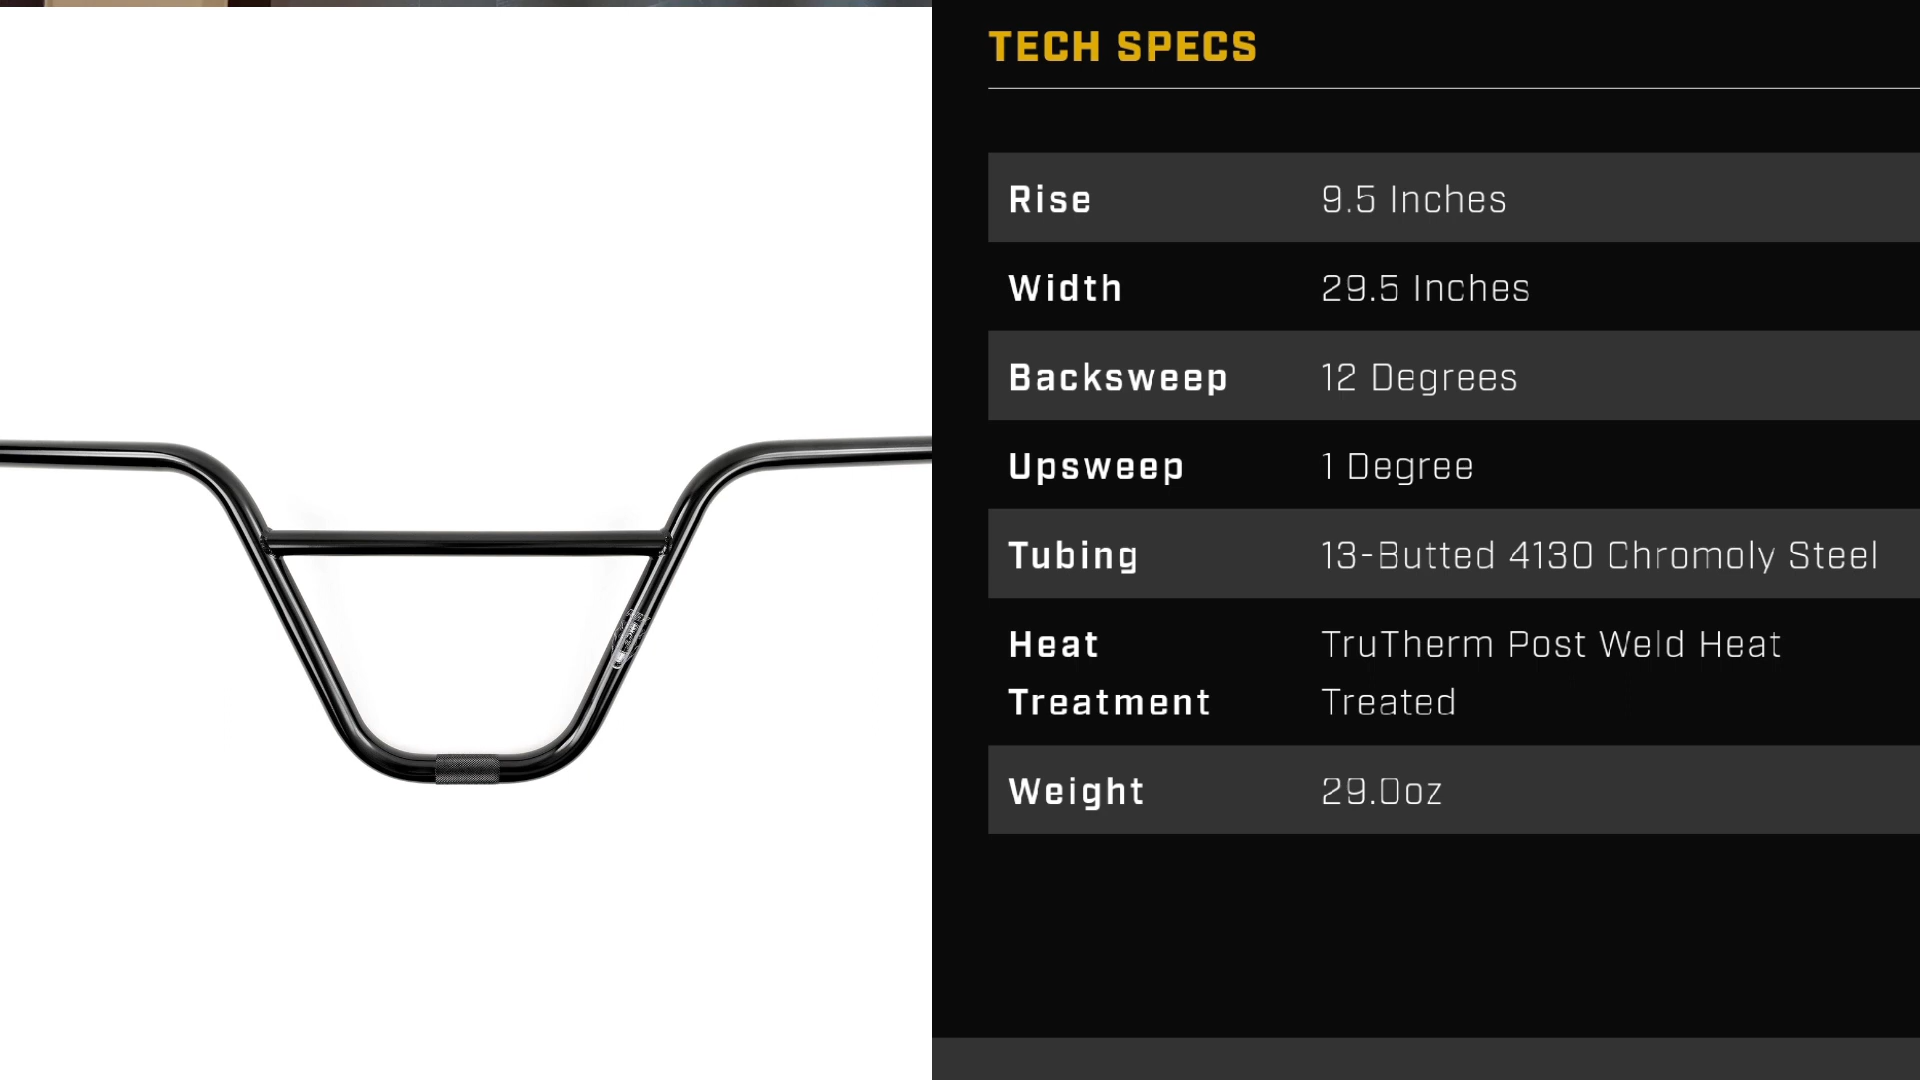 TECH SPECS
Rise 9.5 Inches
Width 29.5 Inches
Backsweep 12 Degrees
Upsweep 1 Degree
Tubing 13-Butted 4130 Chromoly Steel
Heat TruTherm Post Weld Heat
Treatment Treated
Weight 29.0oz